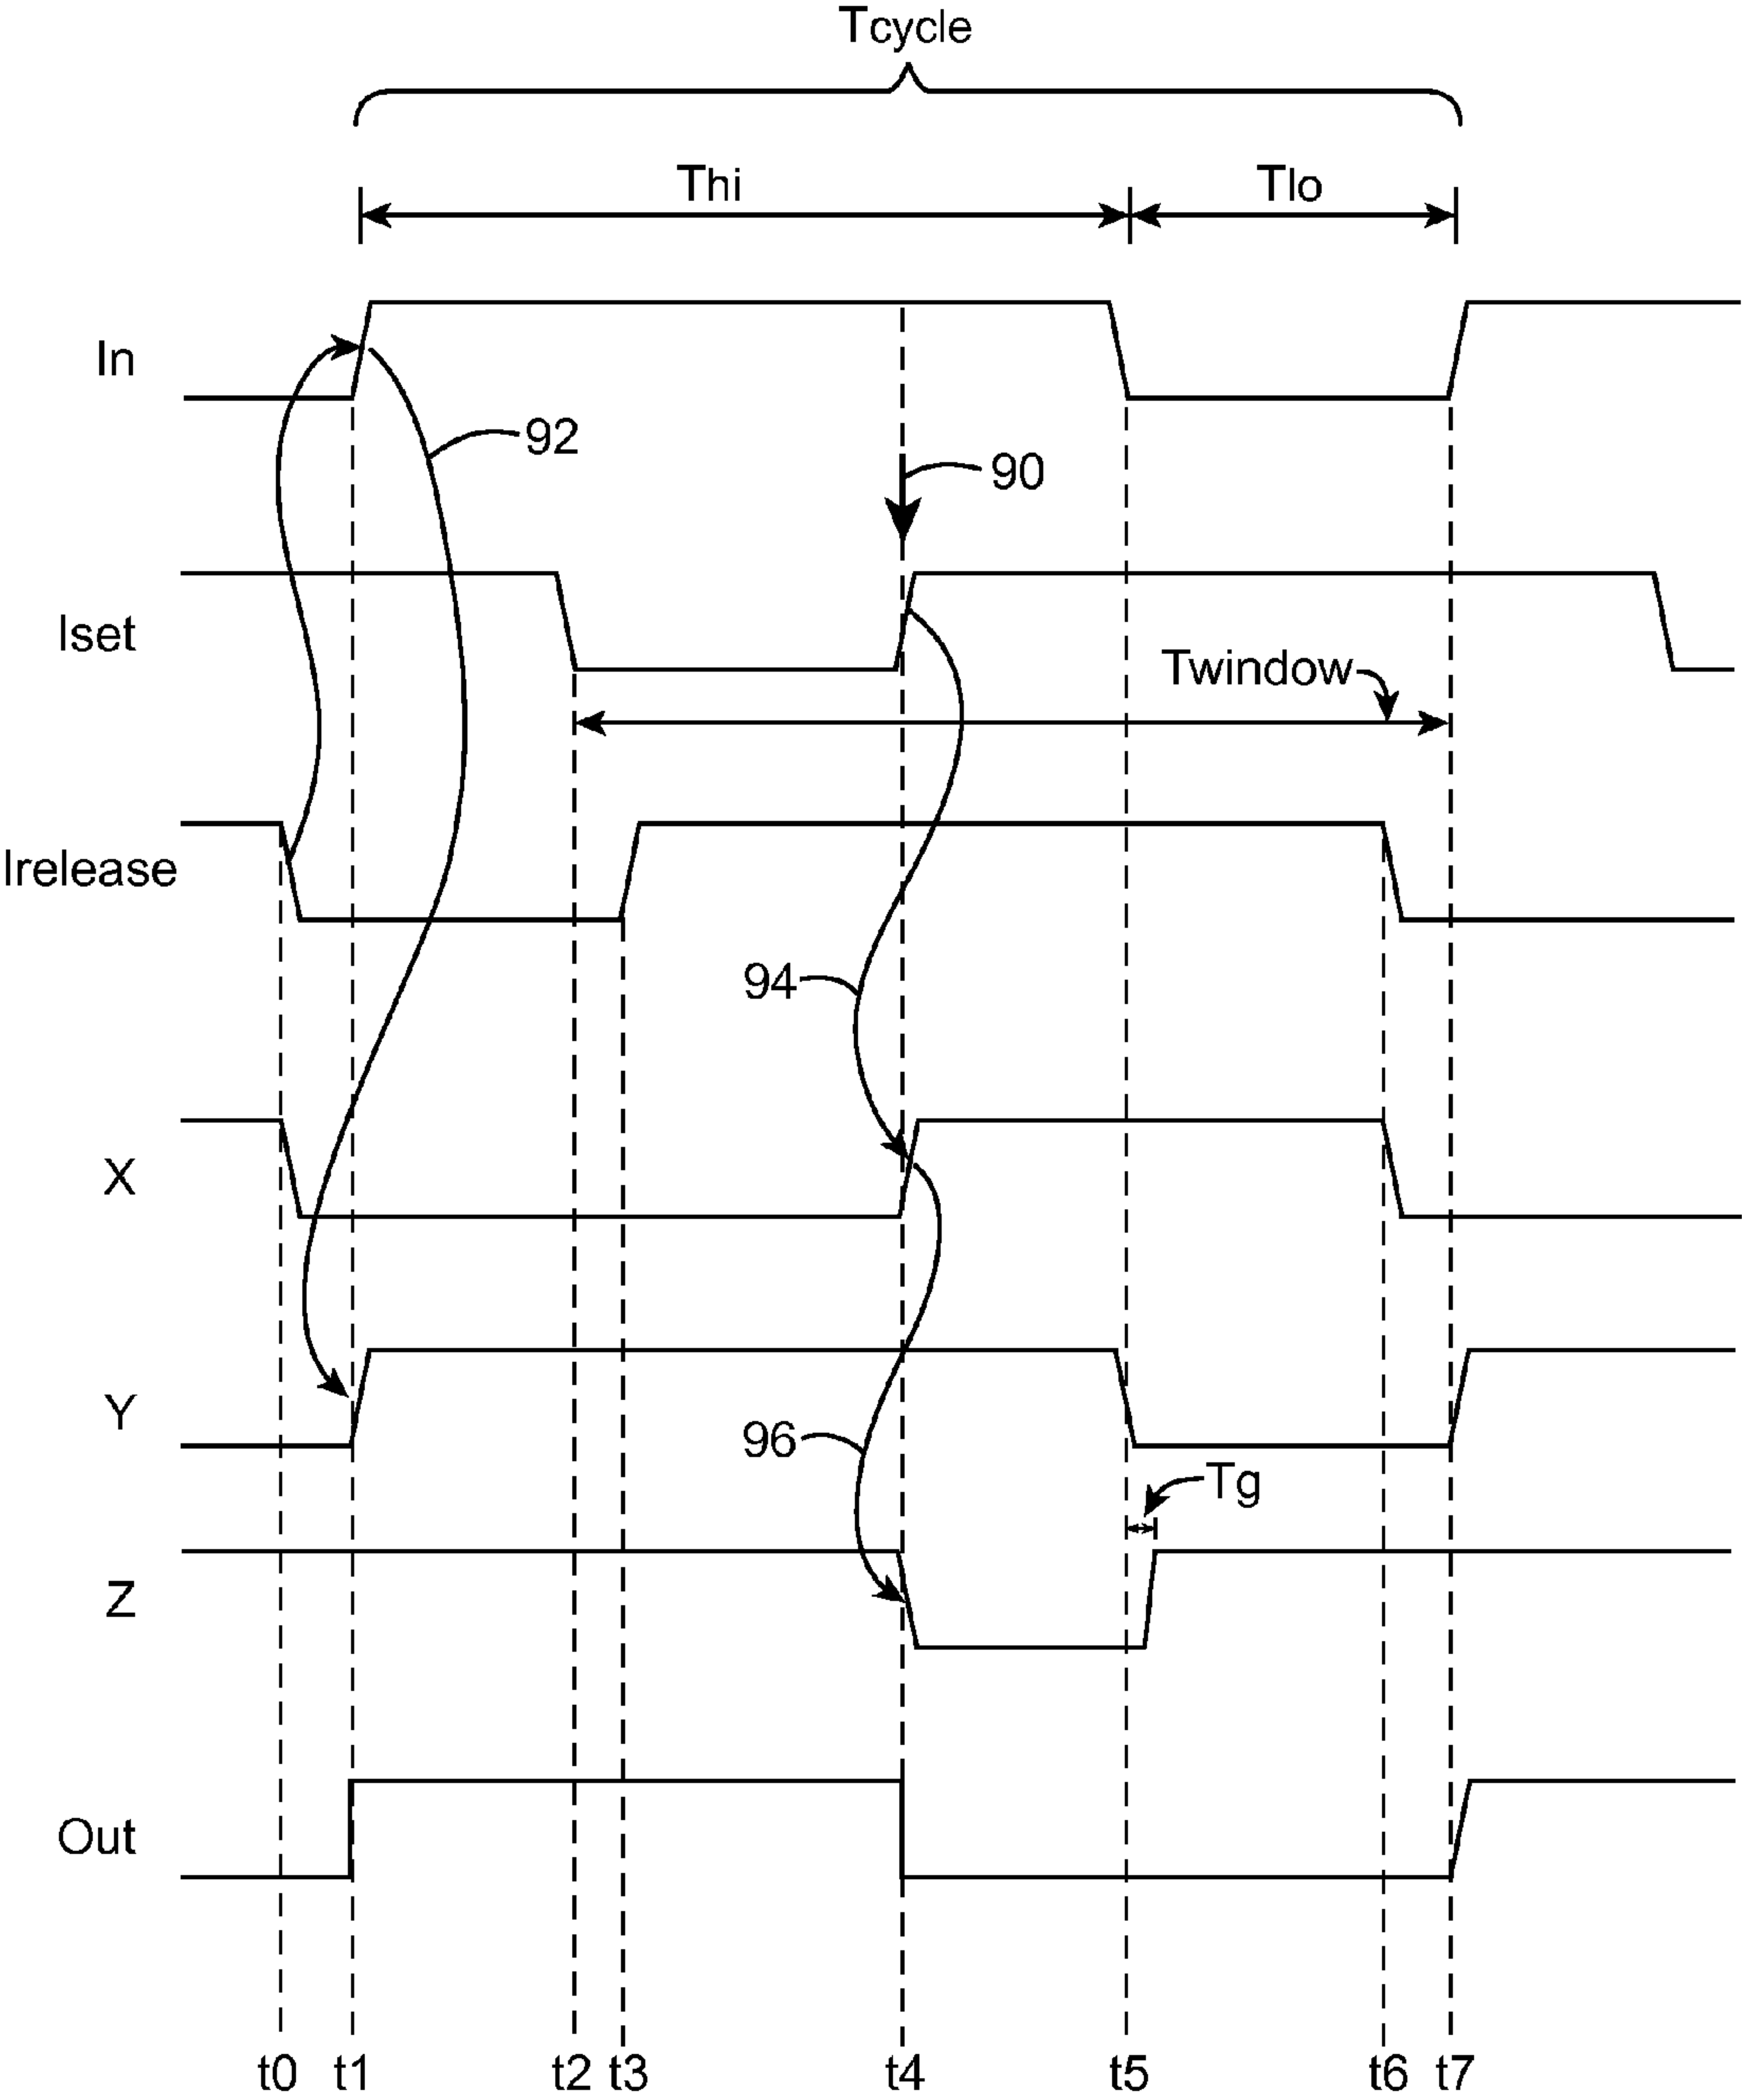 Tcycle
Thi
Tlo
In
92
90
Iset
Twindow
Irelease
94
X
Y
96
Tg
Z
Out
t0 t1 t2 t3 t4 t5 t6 t7